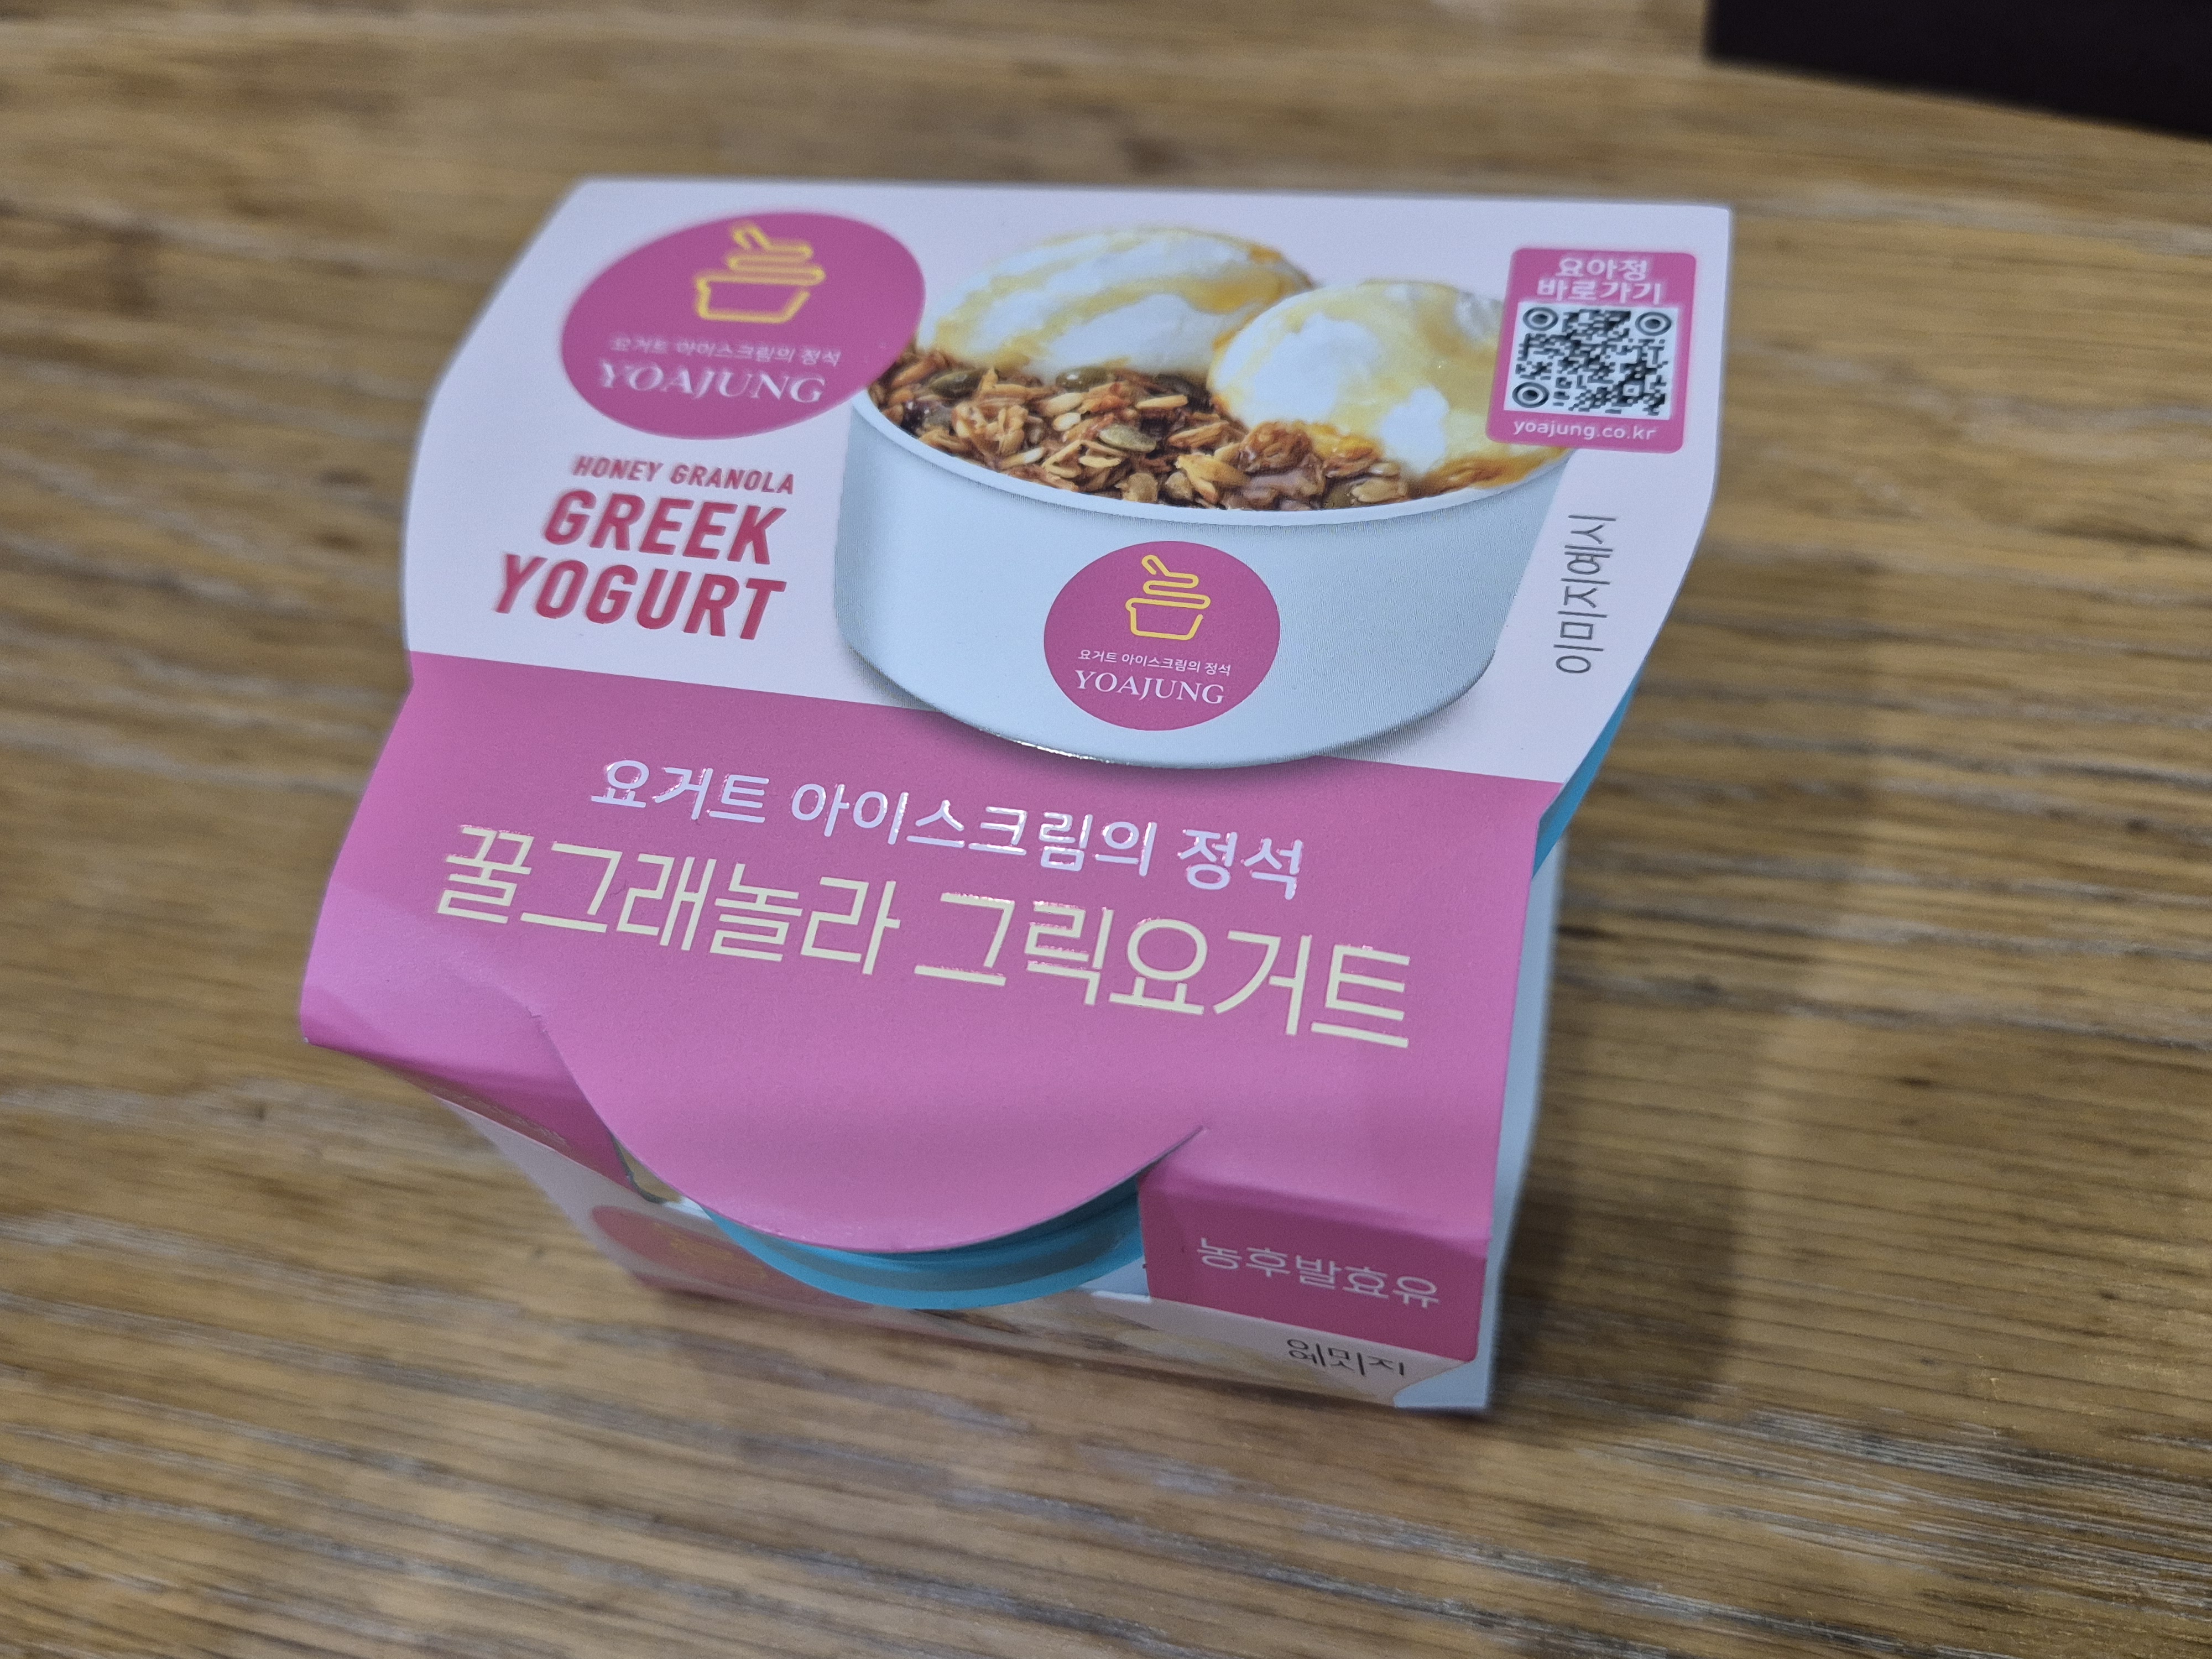 요거트 아이스크림의 정석
YOAJUNG
요아정
바로가기
yoajung.co.kr
HONEY GRANOLA
GREEK
YOGURT
이미지예시
요거트 아이스크림의 정석
YOAJUNG
요거트 아이스크림의 정석
꿀그래놀라 그릭요거트
농후발효유